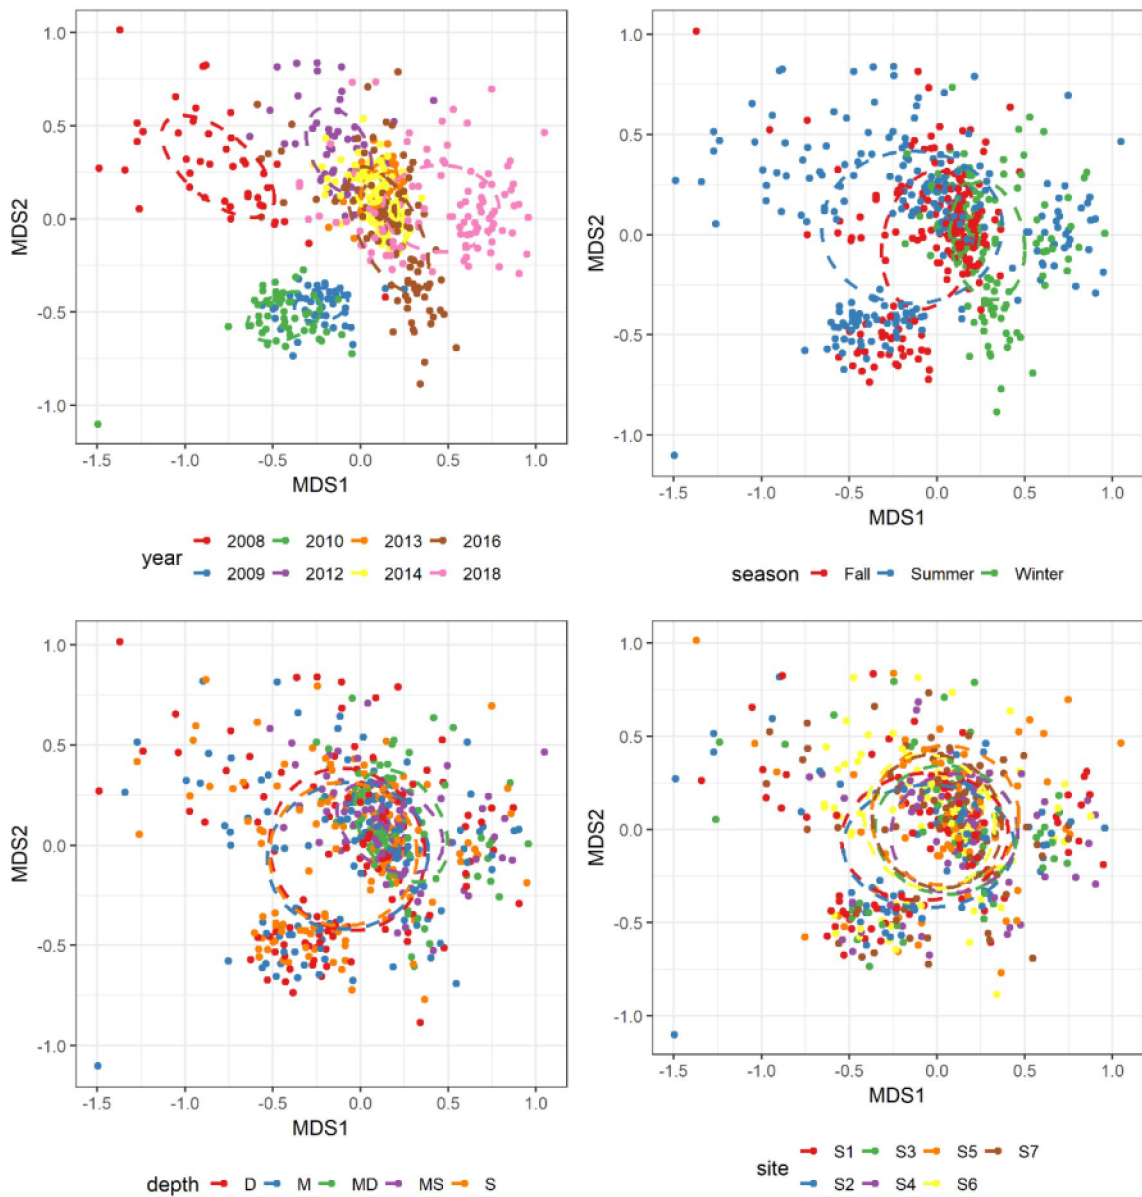 1.0
0.5
0.0
-0.5
-1.0
MDS2
-1.5 -1.0 -0.5 0.0 0.5 1.0
MDS1
year 2008 2010 2013 2016
2009 2012 2014 2018
1.0
0.5
0.0
-0.5
-1.0
MDS2
-1.5 -1.0 -0.5 0.0 0.5 1.0
MDS1
season Fall Summer Winter
1.0
0.5
0.0
-0.5
-1.0
MDS2
-1.5 -1.0 -0.5 0.0 0.5 1.0
MDS1
depth D M MD MS S
1.0
0.5
0.0
-0.5
-1.0
MDS2
-1.5 -1.0 -0.5 0.0 0.5 1.0
MDS1
site S1 S3 S5 S7
S2 S4 S6